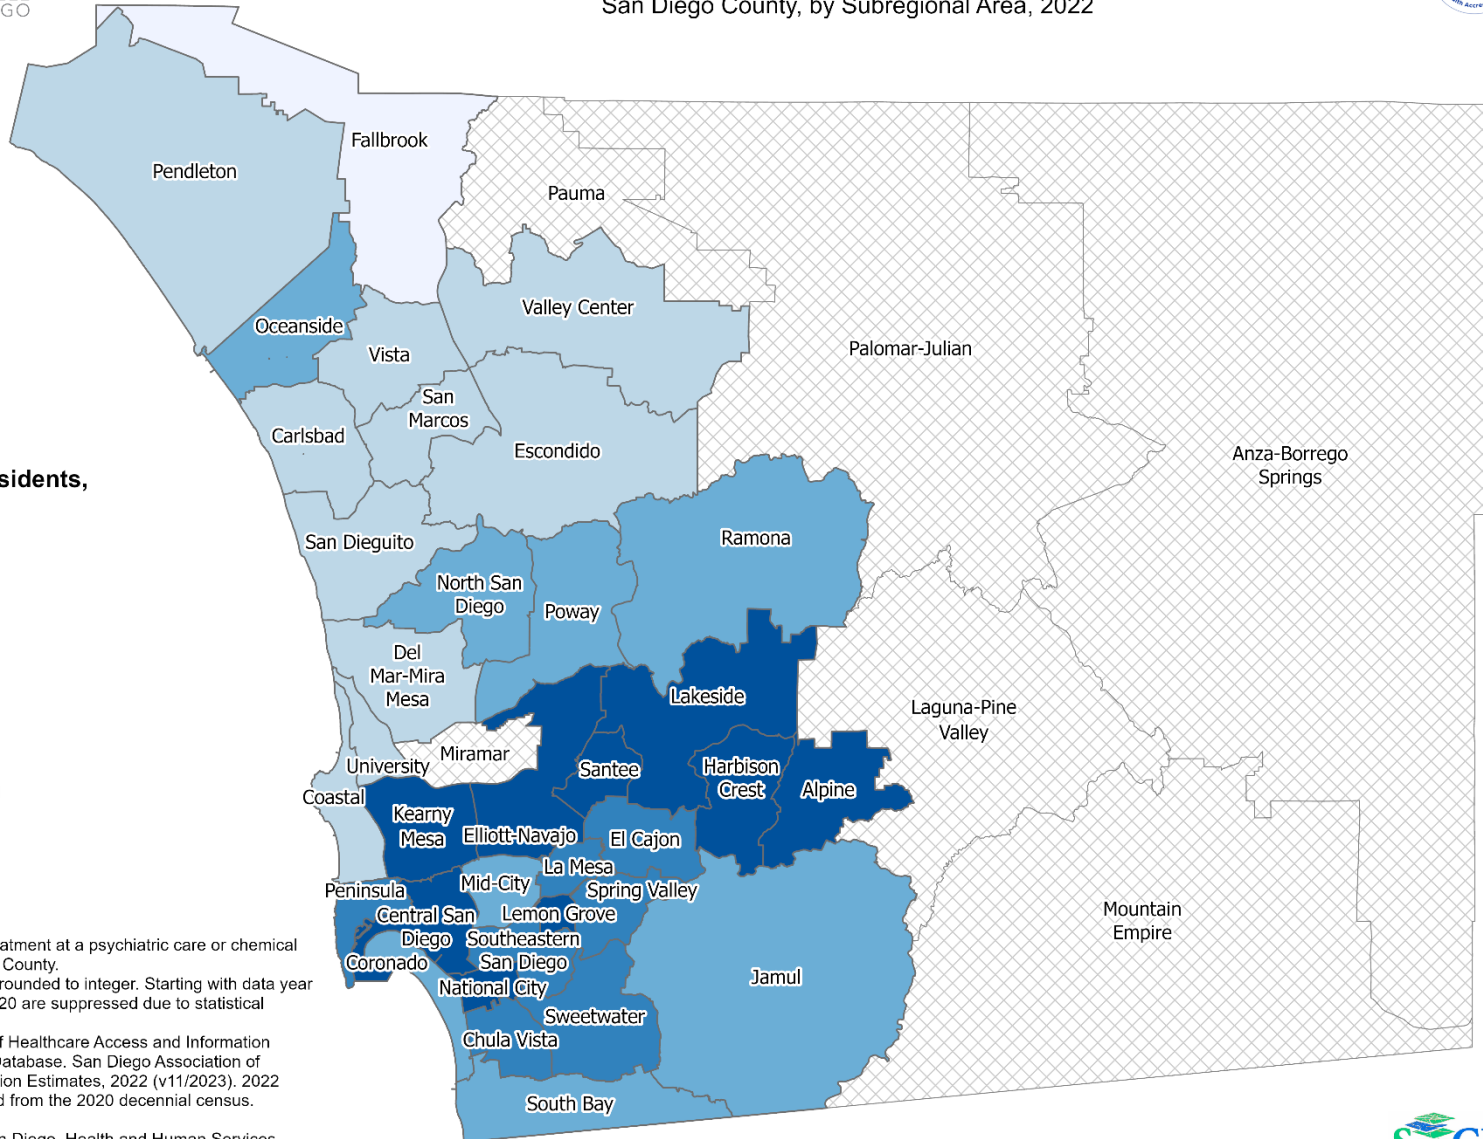 GO
San Diego County, by Subregional Area, 2022
Fallbrook
Pendleton
Pauma
Valley Center
Oceanside
Vista
Palomar-Julian
San
Marcos
Carlsbad
Escondido
Anza-Borrego
Springs
sidents,
San Dieguito
Ramona
North San
Diego
Poway
Del
Mar-Mira
Mesa
Lakeside
Laguna-Pine
Valley
Miramar
University
Santee
Harbison
Crest
Alpine
Coastal
Kearny
Mesa
Elliott-Navajo
El Cajon
La Mesa
Mid-City
Peninsula
Spring Valley
Central San
Diego
Lemon Grove
Southeastern
San Diego
Coronado
National City
Mountain
Empire
Jamul
Sweetwater
Chula Vista
South Bay
atment at a psychiatric care or chemical
County.
rounded to integer. Starting with data year
20 are suppressed due to statistical
f Healthcare Access and Information
Database. San Diego Association of
ion Estimates, 2022 (v11/2023). 2022
d from the 2020 decennial census.
n Diego, Health and Human Services